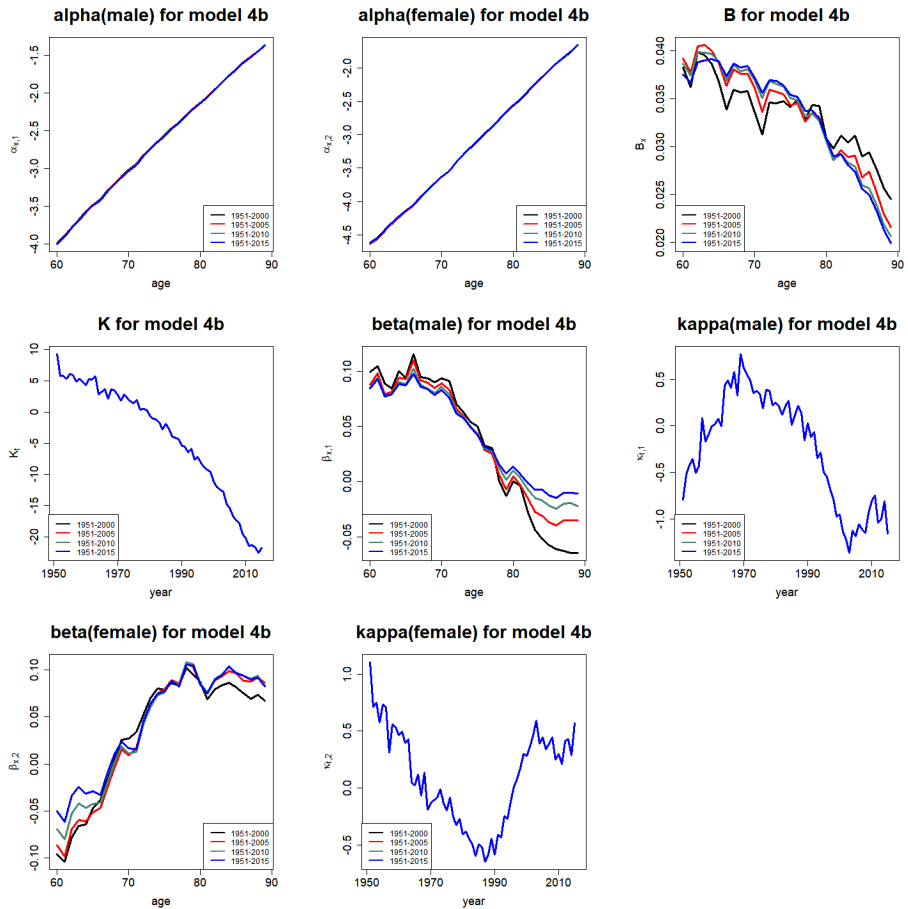 alpha(male) for model 4b
αx,1
-1.5
-2.0
-2.5
-3.0
-3.5
-4.0
1951-2000
1951-2005
1951-2010
1951-2015
60 70 80 90
age
alpha(female) for model 4b
αx,2
-2.0
-2.5
-3.0
-3.5
-4.0
-4.5
1951-2000
1951-2005
1951-2010
1951-2015
60 70 80 90
age
B for model 4b
Bx
0.040
0.035
0.030
0.025
0.020
1951-2000
1951-2005
1951-2010
1951-2015
60 70 80 90
age
K for model 4b
Kt
10
5
0
-10
-20
1951-2000
1951-2005
1951-2010
1951-2015
1950 1970 1990 2010
year
beta(male) for model 4b
βx,1
0.10
0.05
0.00
-0.05
1951-2000
1951-2005
1951-2010
1951-2015
60 70 80 90
age
kappa(male) for model 4b
κt,1
0.5
0.0
-1.0
1951-2000
1951-2005
1951-2010
1951-2015
1950 1970 1990 2010
year
beta(female) for model 4b
βx,2
0.10
0.05
0.00
-0.05
-0.10
1951-2000
1951-2005
1951-2010
1951-2015
60 70 80 90
age
kappa(female) for model 4b
κt,2
1.0
0.5
0.0
-0.5
1951-2000
1951-2005
1951-2010
1951-2015
1950 1970 1990 2010
year